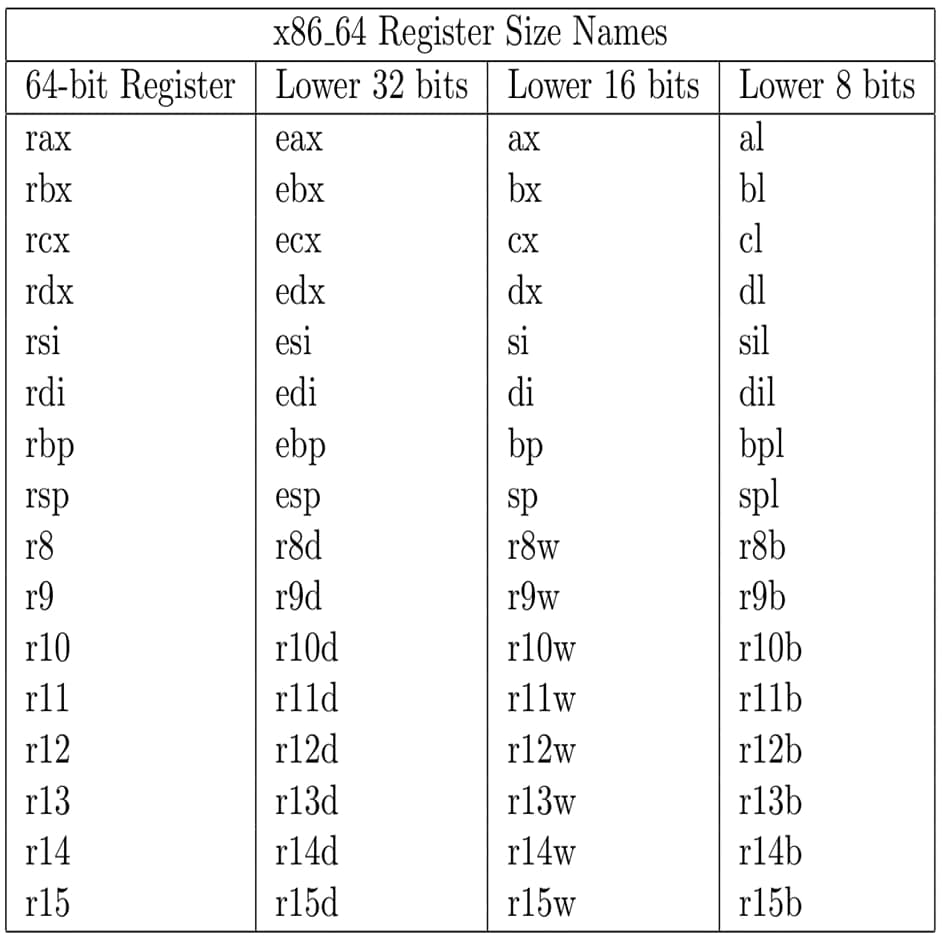 x86_64 Register Size Names
64-bit Register Lower 32 bits Lower 16 bits Lower 8 bits
rax eax ax al
rbx ebx bx bl
rcx ecx cx cl
rdx edx dx dl
rsi esi si sil
rdi edi di dil
rbp ebp bp bpl
rsp esp sp spl
r8 r8d r8w r8b
r9 r9d r9w r9b
r10 r10d r10w r10b
r11 r11d r11w r11b
r12 r12d r12w r12b
r13 r13d r13w r13b
r14 r14d r14w r14b
r15 r15d r15w r15b